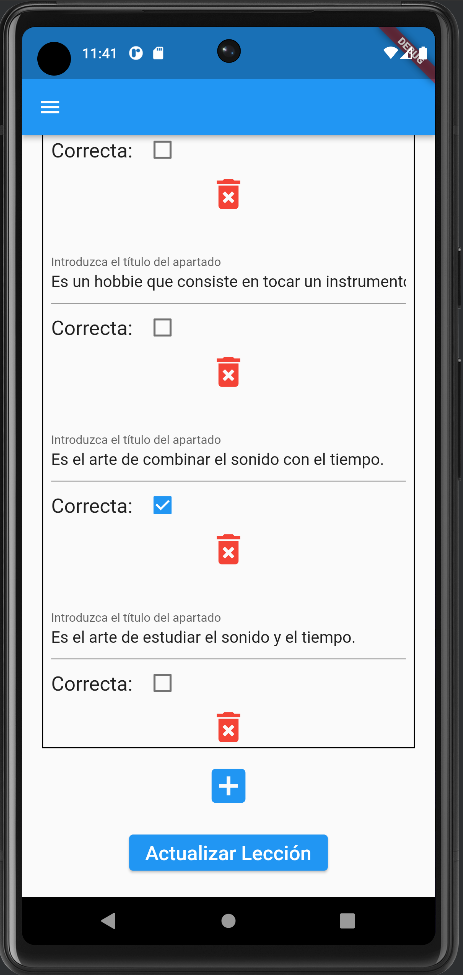 11:41
DEBUG
Correcta:
Introduzca el título del apartado
Es un hobbie que consiste en tocar un instrumento
Correcta:
Introduzca el título del apartado
Es el arte de combinar el sonido con el tiempo.
Correcta:
Introduzca el título del apartado
Es el arte de estudiar el sonido y el tiempo.
Correcta:
Actualizar Lección